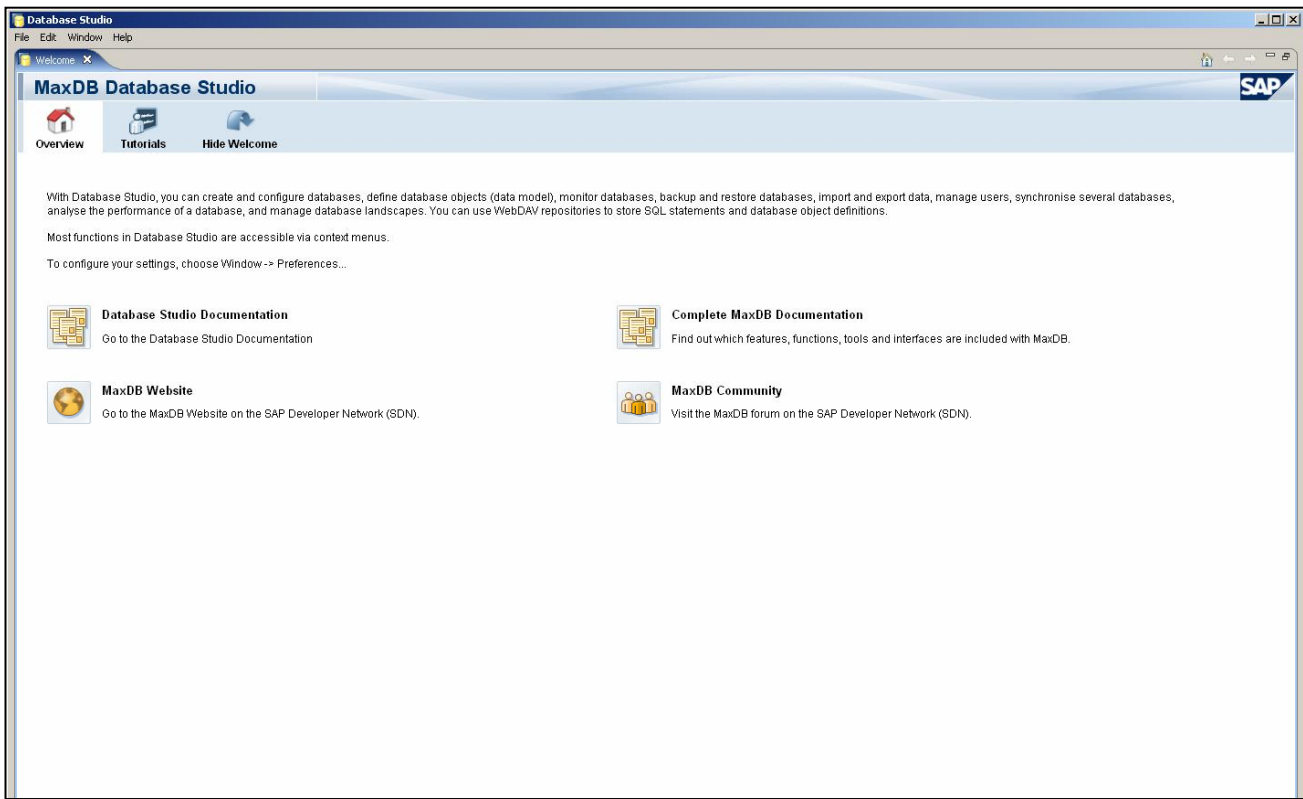 Database Studio
File Edit Window Help
Welcome
MaxDB Database Studio
SAP
Overview Tutorials Hide Welcome
With Database Studio, you can create and configure databases, define database objects (data model), monitor databases, backup and restore databases, import and export data, manage users, synchronise several databases,
analyse the performance of a database, and manage database landscapes. You can use WebDAV repositories to store SQL statements and database object definitions.
Most functions in Database Studio are accessible via context menus.
To configure your settings, choose Window -> Preferences...
Database Studio Documentation
Go to the Database Studio Documentation
Complete MaxDB Documentation
Find out which features, functions, tools and interfaces are included with MaxDB.
MaxDB Website
Go to the MaxDB Website on the SAP Developer Network (SDN).
MaxDB Community
Visit the MaxDB forum on the SAP Developer Network (SDN).